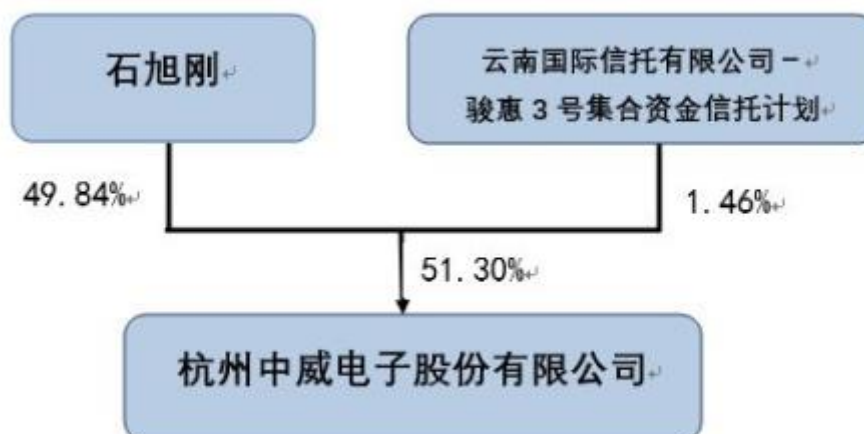 石旭刚
云南国际信托有限公司－
骏惠 3 号集合资金信托计划
49.84%
1.46%
51.30%
杭州中威电子股份有限公司